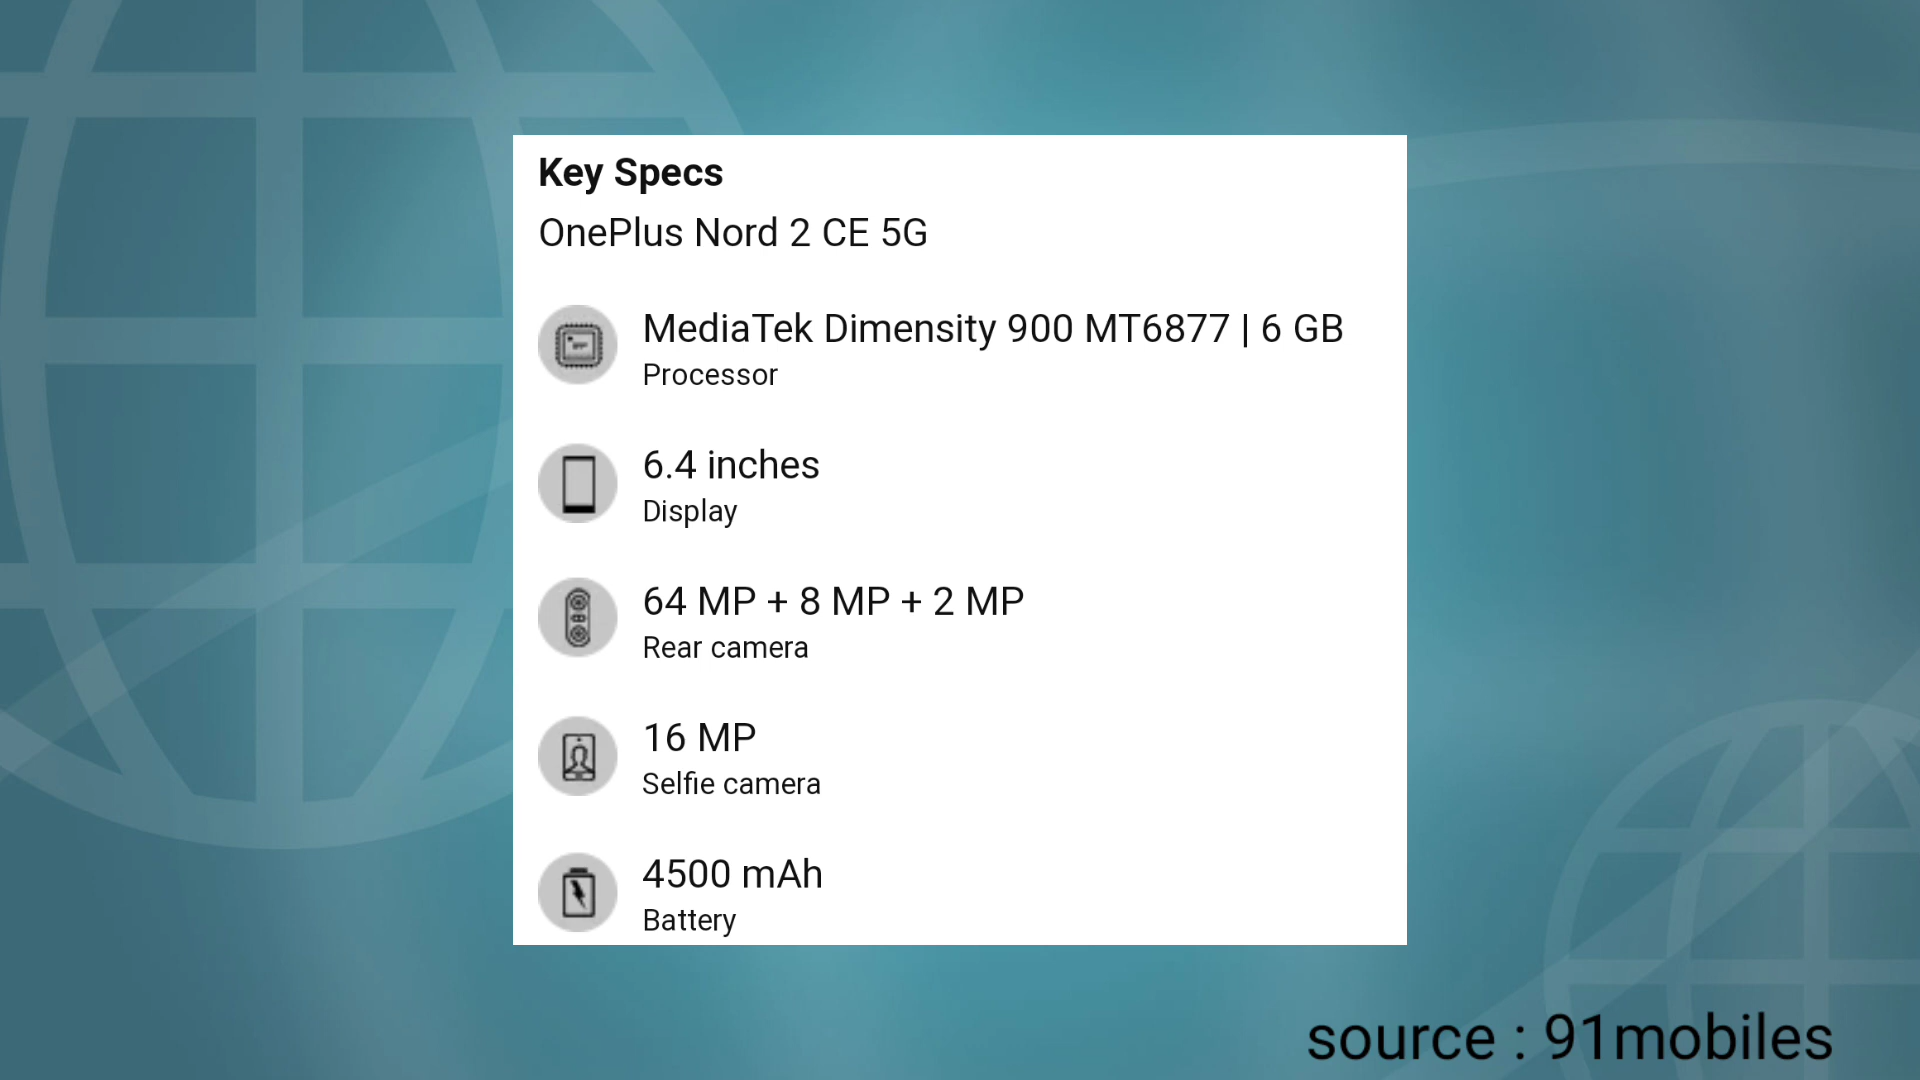 Key Specs
OnePlus Nord 2 CE 5G
MediaTek Dimensity 900 MT6877 | 6 GB
Processor
6.4 inches
Display
64 MP + 8 MP + 2 MP
Rear camera
16 MP
Selfie camera
4500 mAh
Battery
source : 91mobiles